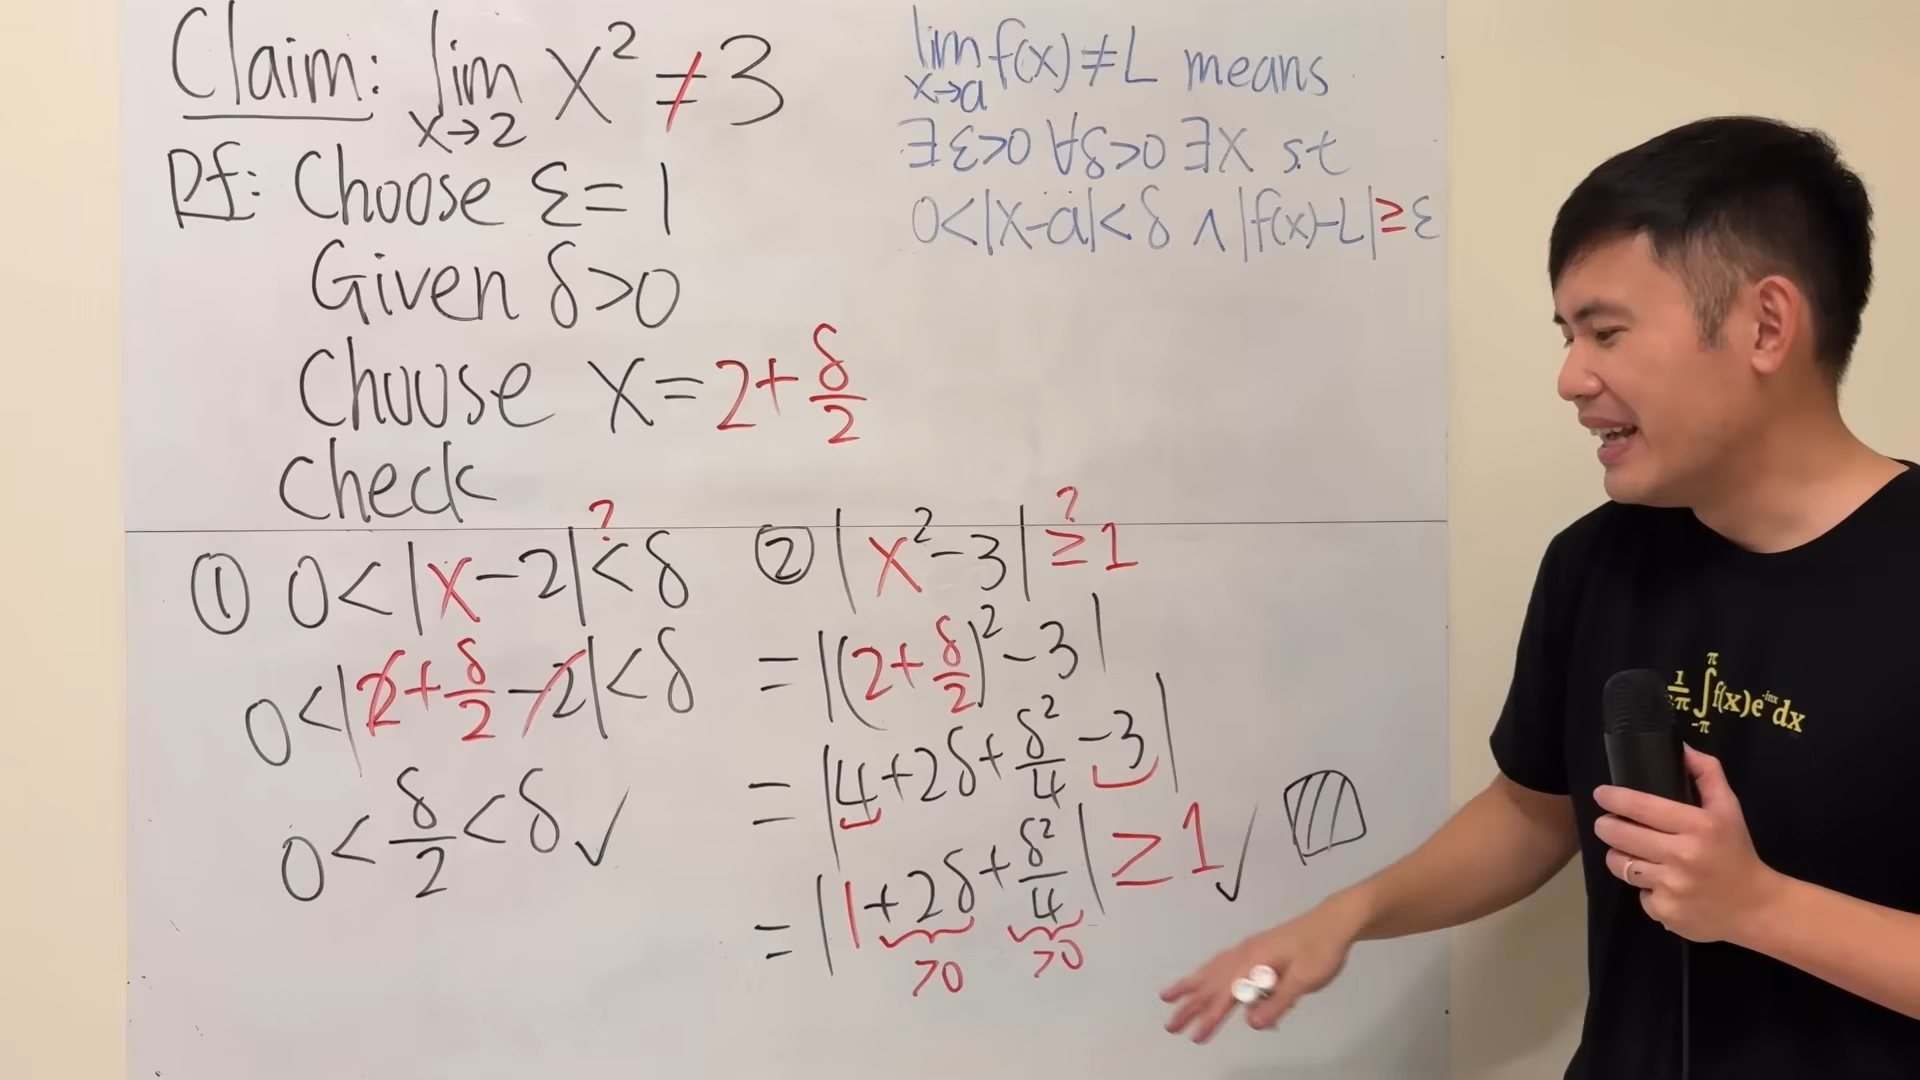 Claim: lim x→2 x² ≠ 3
Pf: Choose ε = 1
Given δ>0
Choose x = 2 + δ/2
Check
① 0 < |x-2| <? δ
0 < |2 + δ/2 - 2| < δ
0 < δ/2 < δ ✓
② |x² - 3| ≥? 1
= |(2 + δ/2)² - 3|
= |4 + 2δ + δ²/4 - 3|
= |1 + 2δ + δ²/4| ≥ 1 ✓
>0 >0
lim x→a f(x) ≠ L means
∃ ε>0 ∀δ>0 ∃x s.t
0<|x-a|<δ ∧ |f(x)-L| ≥ ε
∫ π -π f(x)e^-inx dx